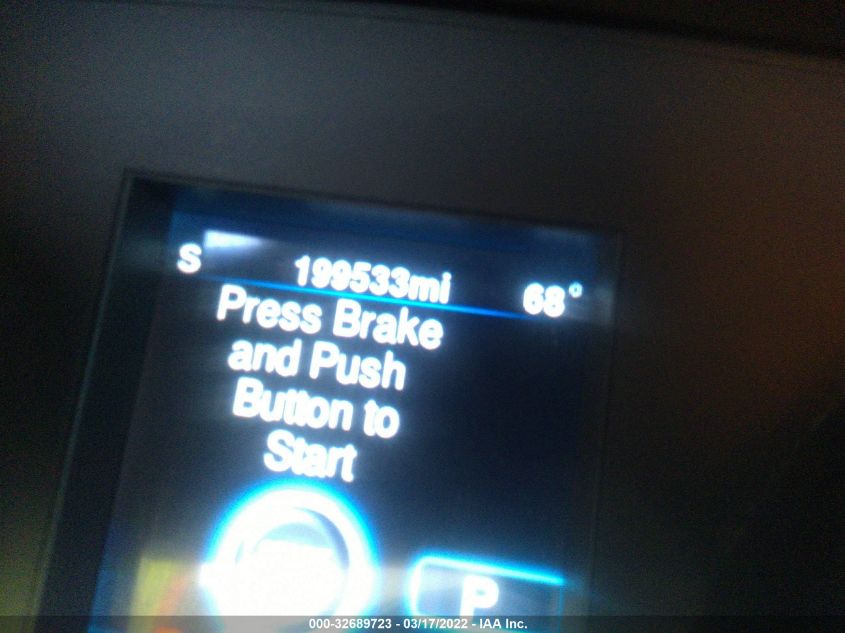 S 199533mi 68°
Press Brake
and Push
Button to
Start
P
000-32689723 - 03/17/2022 - IAA Inc.